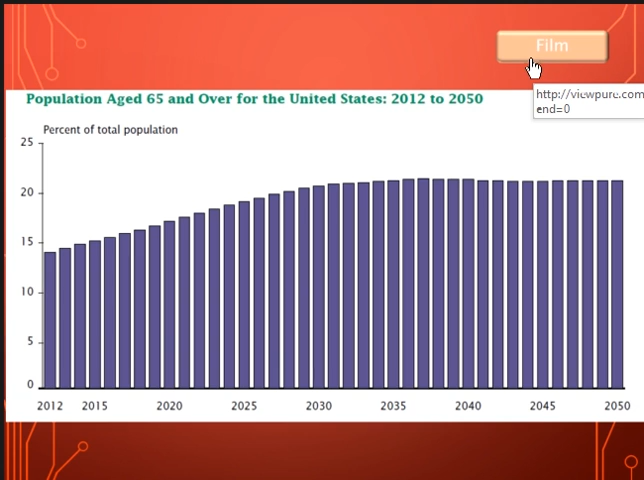 Film
http://viewpure.com
end=0
Population Aged 65 and Over for the United States: 2012 to 2050
Percent of total population
25
20
15
10
5
0
2012 2015 2020 2025 2030 2035 2040 2045 2050